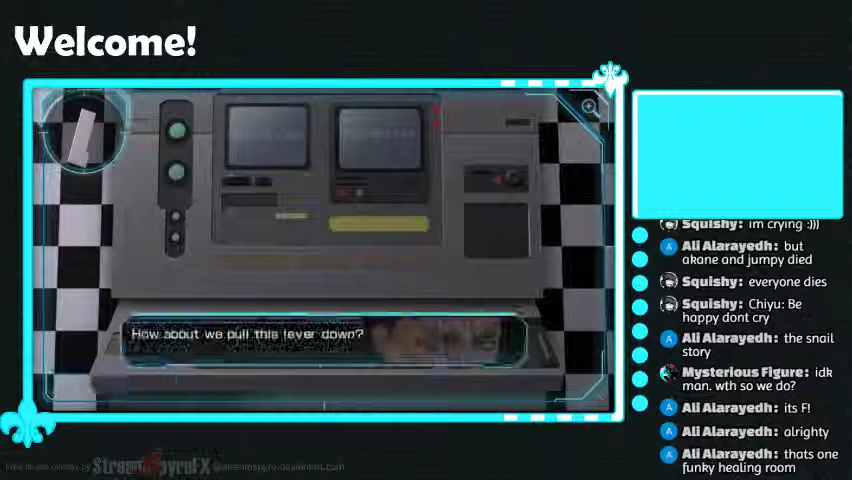 Welcome!
How about we pull this lever down?
Squishy: im crying :)))
Ali Alarayedh: but
akane and jumpy died
Squishy: everyone dies
Squishy: Chiyu: Be
happy dont cry
Ali Alarayedh: the snail
story
Mysterious Figure: idk
man. wth so we do?
Ali Alarayedh: its F!
Ali Alarayedh: alrighty
Ali Alarayedh: thats one
funky healing room